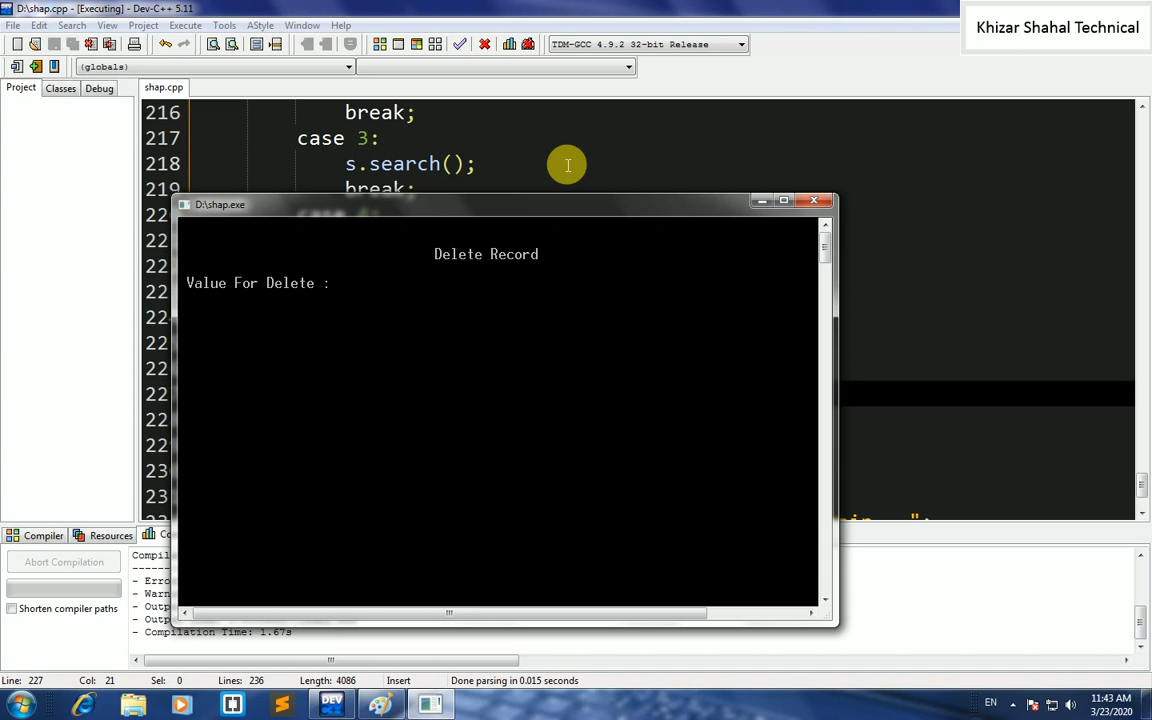 D:\shap.cpp - [Executing] - Dev-C++ 5.11
Khizar Shahal Technical
File Edit Search View Project Execute Tools AStyle Window Help
TDM-GCC 4.9.2 32-bit Release
(globals)
Project Classes Debug
shap.cpp
216 break;
217 case 3:
218 s.search();
219 break;
case 4:
D:\shap.exe
Delete Record
Value For Delete :
Compiler Resources
Abort Compilation
Shorten compiler paths
- Compilation Time: 1.67s
Line: 227 Col: 21 Sel: 0 Lines: 236 Length: 4086 Insert Done parsing in 0.015 seconds
DEV
EN
11:43 AM
3/23/2020